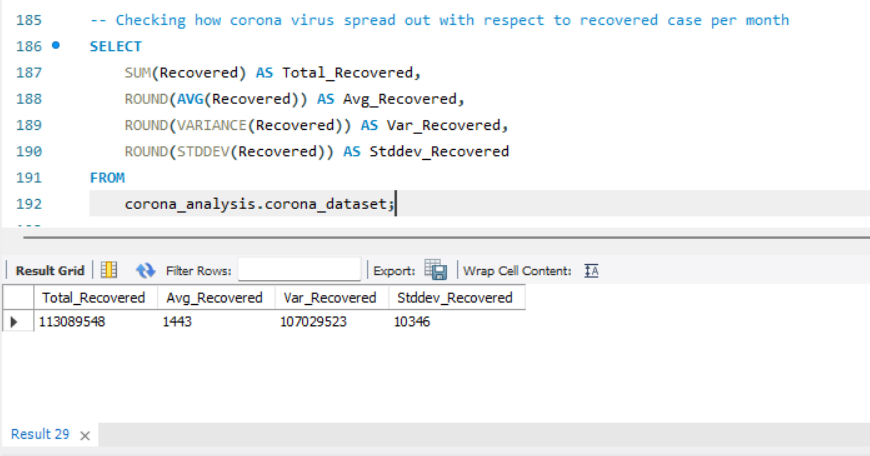 185 -- Checking how corona virus spread out with respect to recovered case per month
186 SELECT
187 SUM(Recovered) AS Total_Recovered,
188 ROUND(AVG(Recovered)) AS Avg_Recovered,
189 ROUND(VARIANCE(Recovered)) AS Var_Recovered,
190 ROUND(STDDEV(Recovered)) AS Stddev_Recovered
191 FROM
192 corona_analysis.corona_dataset;
Result Grid Filter Rows: Export: Wrap Cell Content:
Total_Recovered Avg_Recovered Var_Recovered Stddev_Recovered
113089548 1443 107029523 10346
Result 29